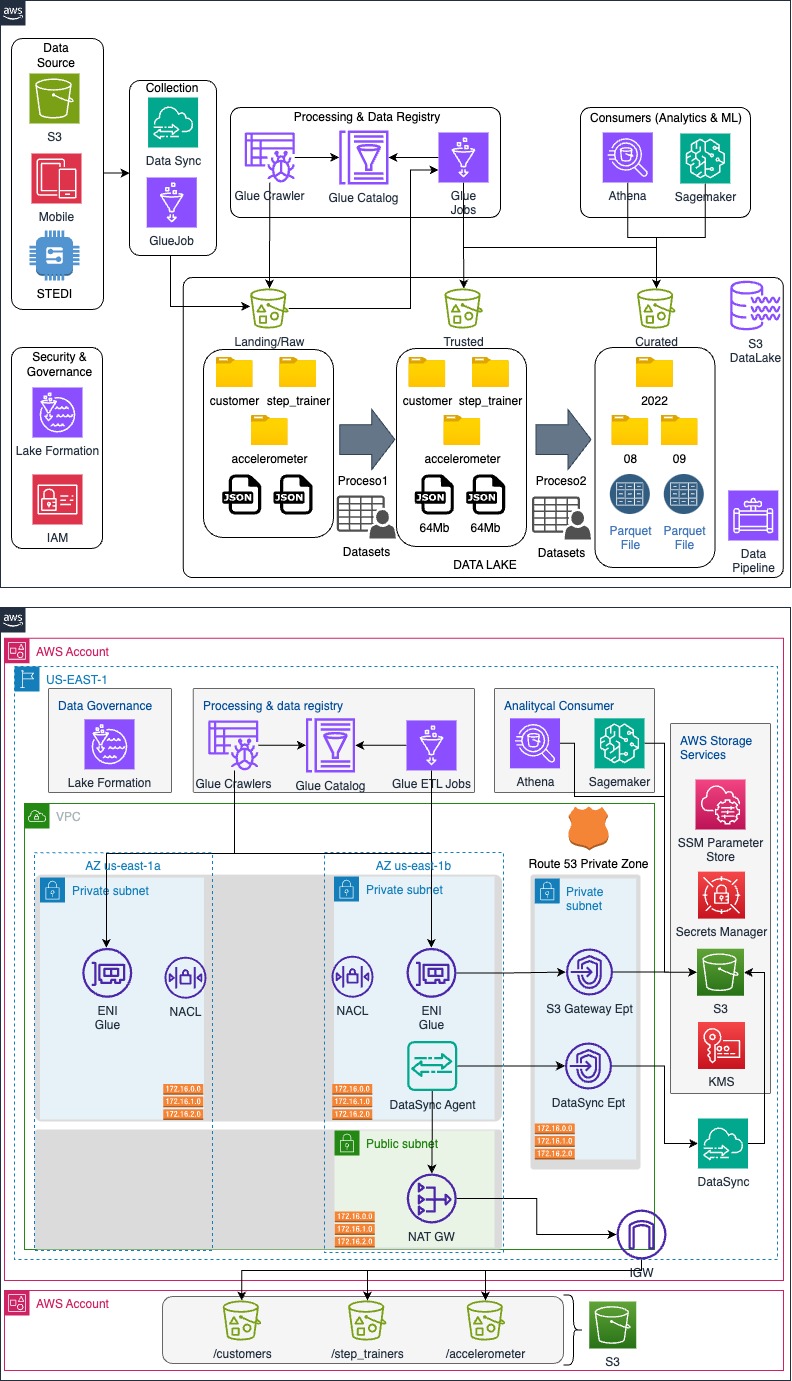 aws
Data
Source
S3
Mobile
STEDI
Collection
Data Sync
GlueJob
Processing & Data Registry
Glue Crawler
Glue Catalog
Glue
Jobs
Consumers (Analytics & ML)
Athena
Sagemaker
Security &
Governance
Lake Formation
IAM
Landing/Raw
Trusted
Curated
S3
DataLake
customer
step_trainer
accelerometer
JSON
JSON
Proceso1
Datasets
customer
step_trainer
accelerometer
JSON
JSON
64Mb
64Mb
Proceso2
Datasets
2022
08
09
Parquet
File
Parquet
File
Data
Pipeline
DATA LAKE
aws
AWS Account
US-EAST-1
Data Governance
Lake Formation
Processing & data registry
Glue Crawlers
Glue Catalog
Glue ETL Jobs
Analitycal Consumer
Athena
Sagemaker
AWS Storage
Services
SSM Parameter
Store
Secrets Manager
S3
KMS
VPC
Route 53 Private Zone
AZ us-east-1a
Private subnet
ENI
Glue
NACL
172.16.0.0
172.16.1.0
172.16.2.0
AZ us-east-1b
Private subnet
NACL
ENI
Glue
DataSync Agent
172.16.0.0
172.16.1.0
172.16.2.0
Private
subnet
S3 Gateway Ept
DataSync Ept
172.16.0.0
172.16.1.0
172.16.2.0
DataSync
Public subnet
172.16.0.0
172.16.1.0
172.16.2.0
NAT GW
IGW
AWS Account
/customers
/step_trainers
/accelerometer
S3